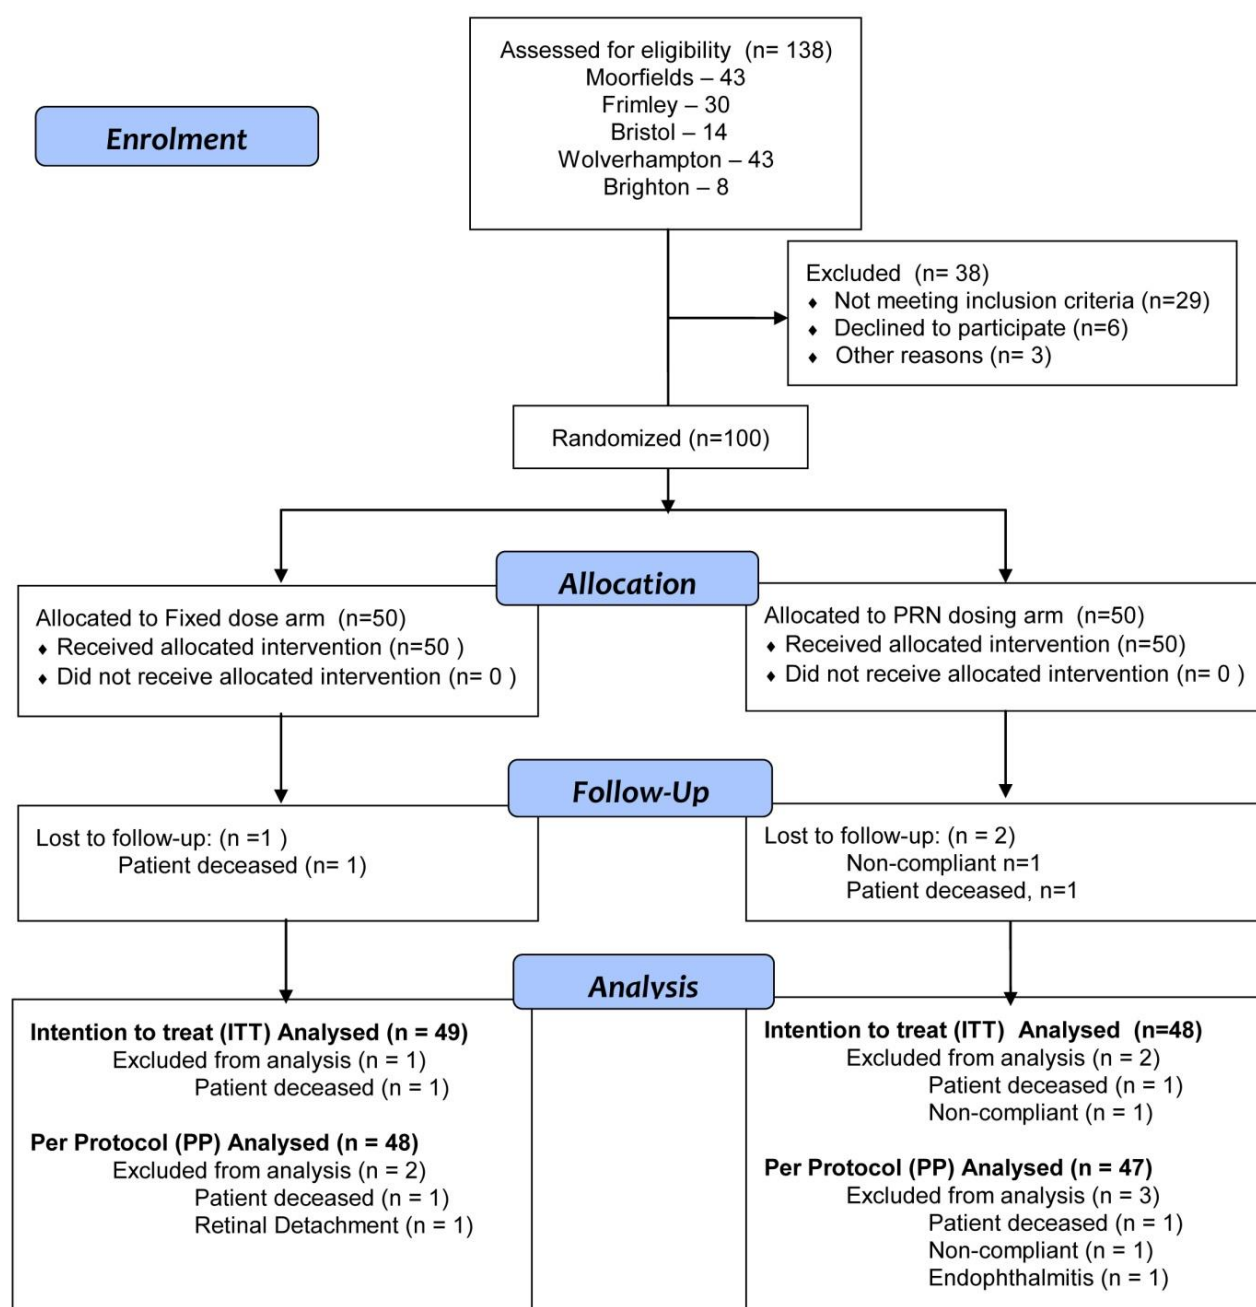 Assessed for eligibility (n= 138)
Moorfields – 43
Frimley – 30
Bristol – 14
Wolverhampton – 43
Brighton – 8
Enrolment
Excluded (n= 38)
♦ Not meeting inclusion criteria (n=29)
♦ Declined to participate (n=6)
♦ Other reasons (n= 3)
Randomized (n=100)
Allocation
Allocated to Fixed dose arm (n=50)
♦ Received allocated intervention (n=50 )
♦ Did not receive allocated intervention (n= 0 )
Allocated to PRN dosing arm (n=50)
♦ Received allocated intervention (n=50)
♦ Did not receive allocated intervention (n= 0 )
Follow-Up
Lost to follow-up: (n =1 )
Patient deceased (n= 1)
Lost to follow-up: (n = 2)
Non-compliant n=1
Patient deceased, n=1
Analysis
Intention to treat (ITT) Analysed (n = 49)
Excluded from analysis (n = 1)
Patient deceased (n = 1)
Per Protocol (PP) Analysed (n = 48)
Excluded from analysis (n = 2)
Patient deceased (n = 1)
Retinal Detachment (n = 1)
Intention to treat (ITT) Analysed (n=48)
Excluded from analysis (n = 2)
Patient deceased (n = 1)
Non-compliant (n = 1)
Per Protocol (PP) Analysed (n = 47)
Excluded from analysis (n = 3)
Patient deceased (n = 1)
Non-compliant (n = 1)
Endophthalmitis (n = 1)